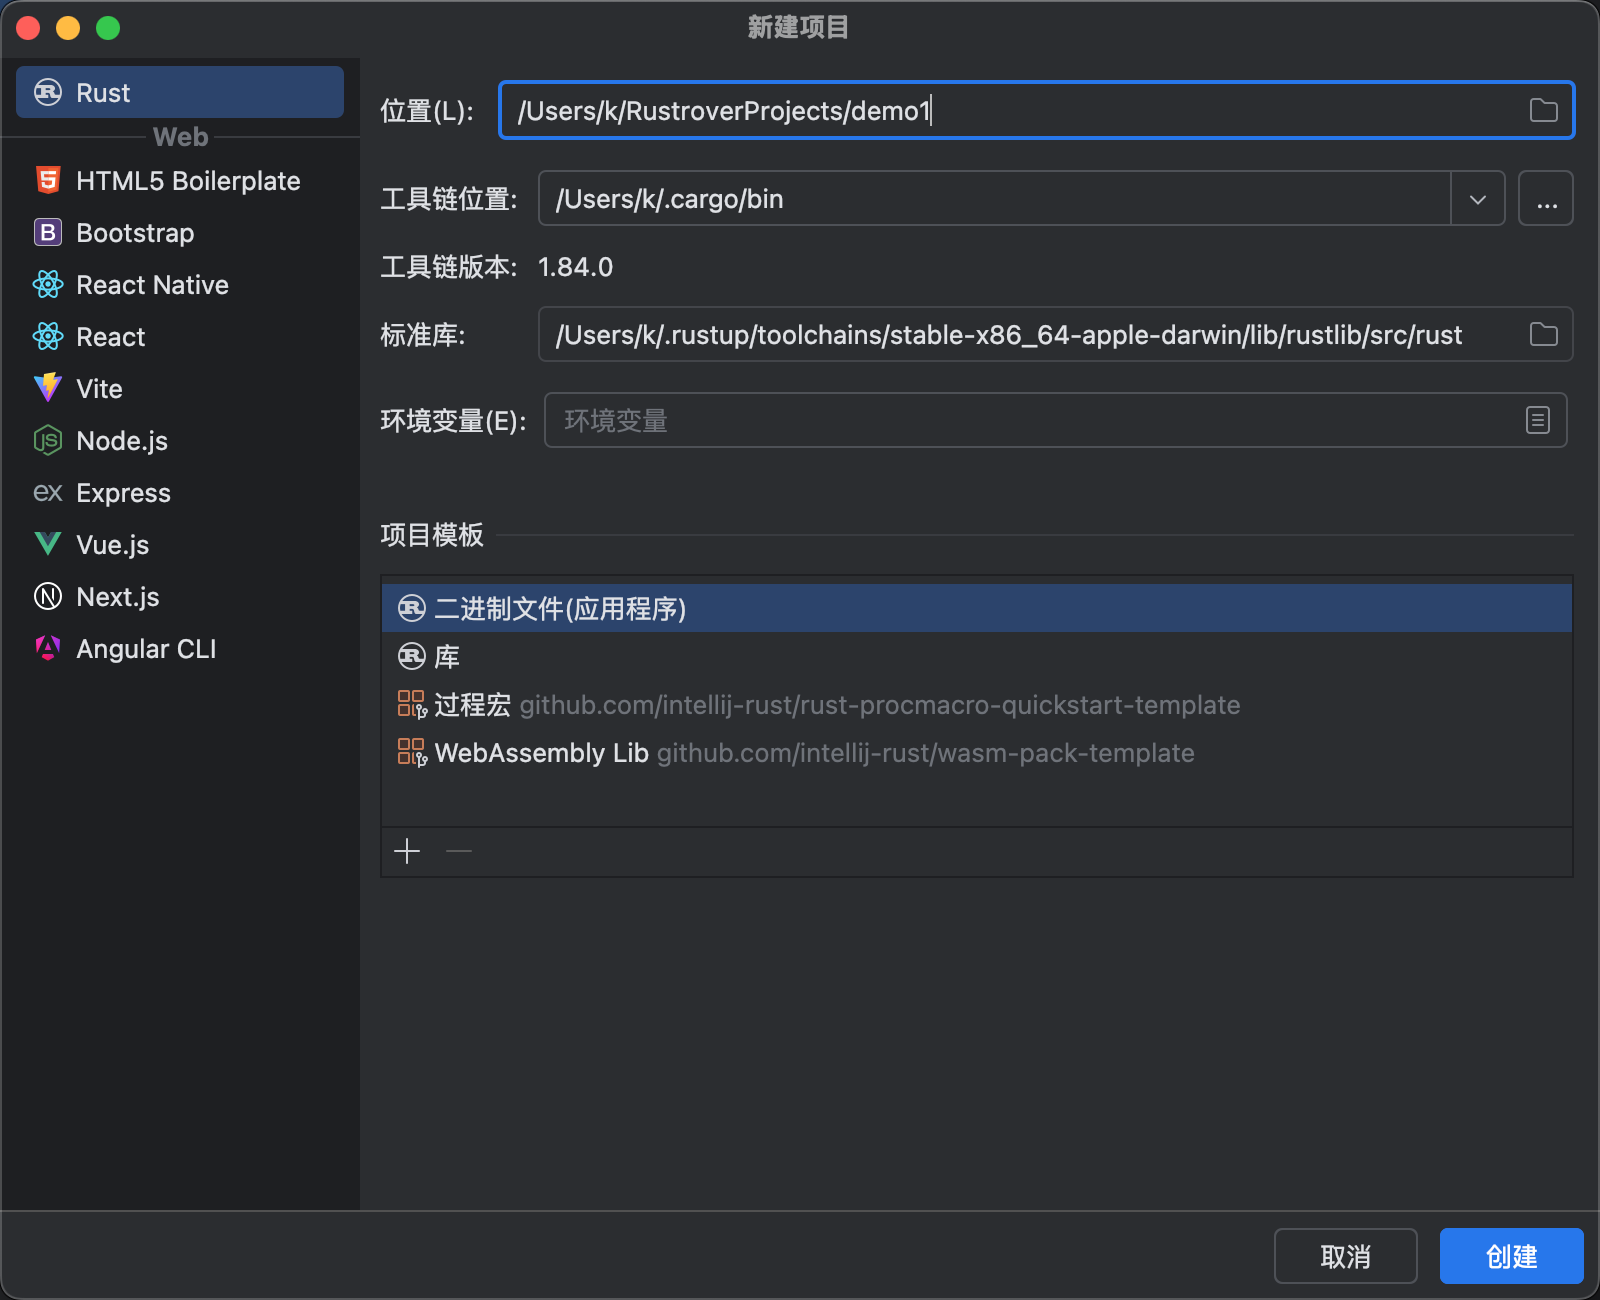 新建项目
Rust
Web
HTML5 Boilerplate
Bootstrap
React Native
React
Vite
Node.js
Express
Vue.js
Next.js
Angular CLI
位置(L): /Users/k/RustroverProjects/demo1
工具链位置: /Users/k/.cargo/bin ...
工具链版本: 1.84.0
标准库: /Users/k/.rustup/toolchains/stable-x86_64-apple-darwin/lib/rustlib/src/rust
环境变量(E): 环境变量
项目模板
二进制文件(应用程序)
库
过程宏 github.com/intellij-rust/rust-procmacro-quickstart-template
WebAssembly Lib github.com/intellij-rust/wasm-pack-template
取消 创建